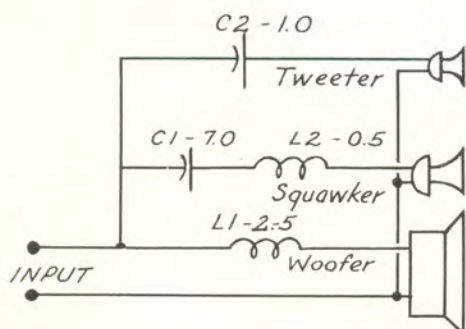 C2-1.0
Tweeter
C1-7.0 L2-0.5
Squawker
L1-2.5
INPUT
Woofer